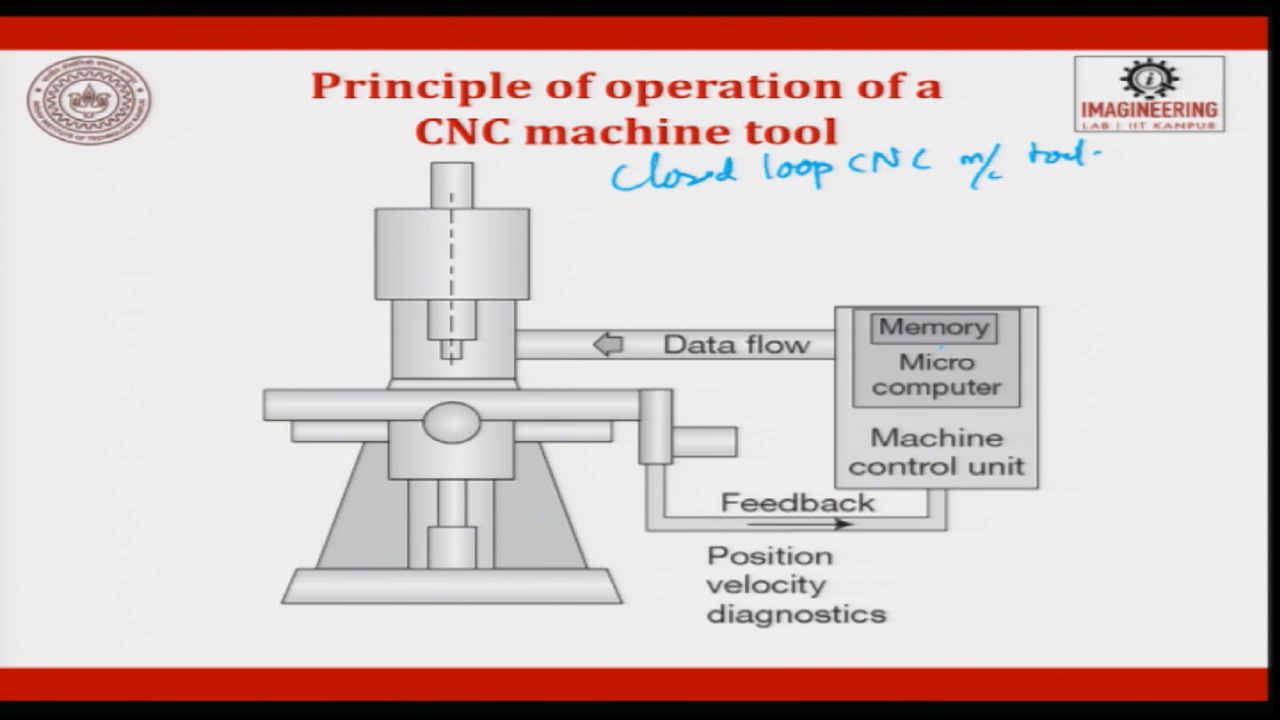 Principle of operation of a
CNC machine tool
closed loop CNC m/c tool.
IMAGINEERING
LAB | IIT KANPUR
Memory
Micro
computer
Machine
control unit
Data flow
Feedback
Position
velocity
diagnostics